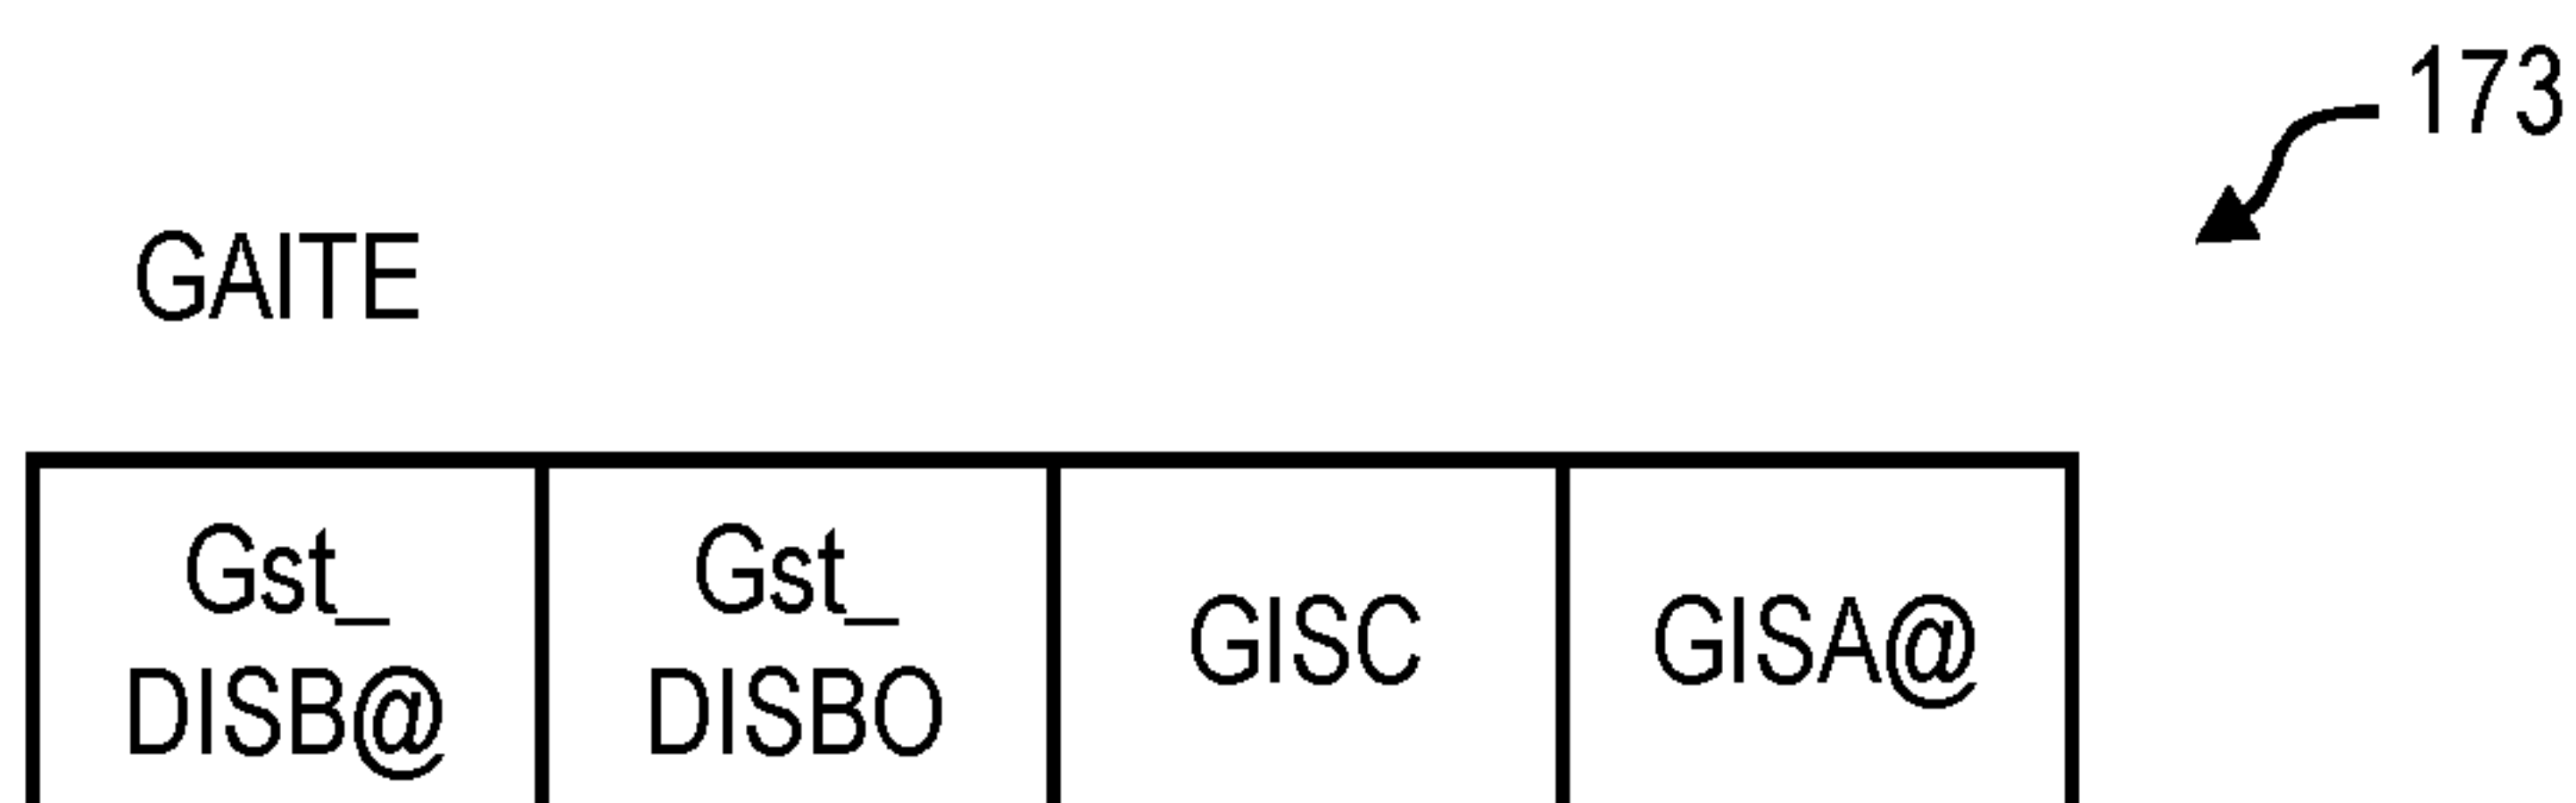 173
GAITE
Gst_
DISB@
Gst_
DISBO
GISC
GISA@